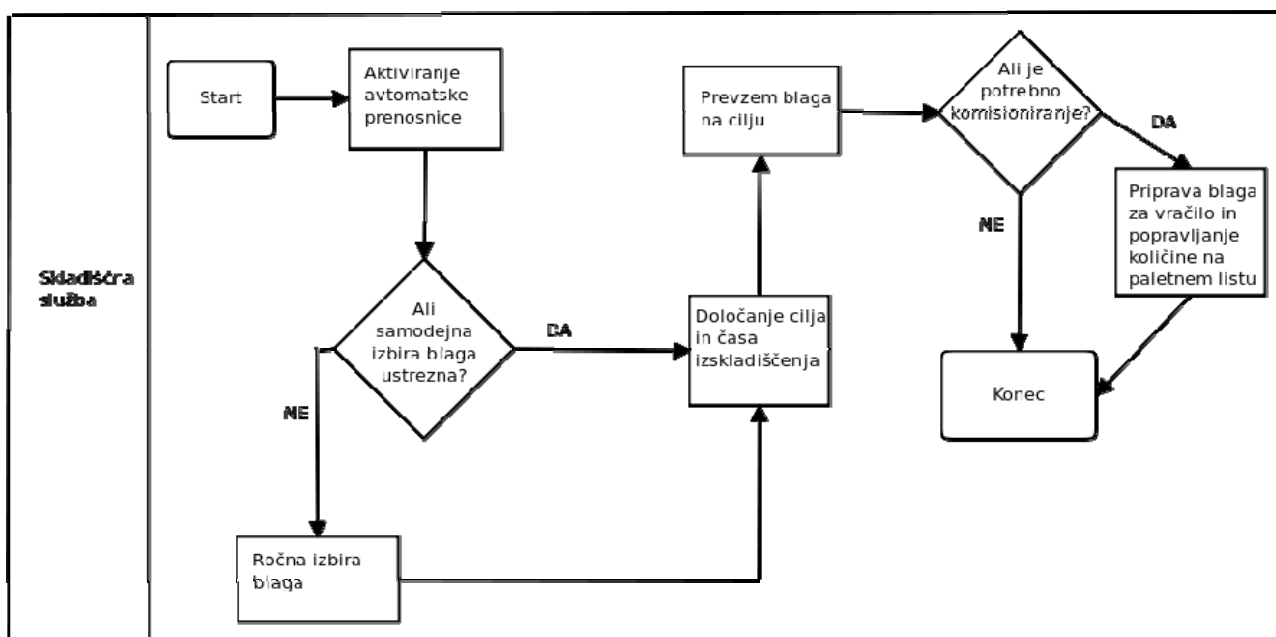 Skladiščna
služba
Start
Aktiviranje
avtomatske
prenosnice
Ali
samodejna
izbira blaga
ustrezna?
DA
NE
Ročna izbira
blaga
Določanje cilja
in časa
izskladiščenja
Prevzem blaga
na cilju
Ali je
potrebno
komisioniranje?
DA
NE
Priprava blaga
za vračilo in
popravljanje
količine na
paletnem listu
Konec